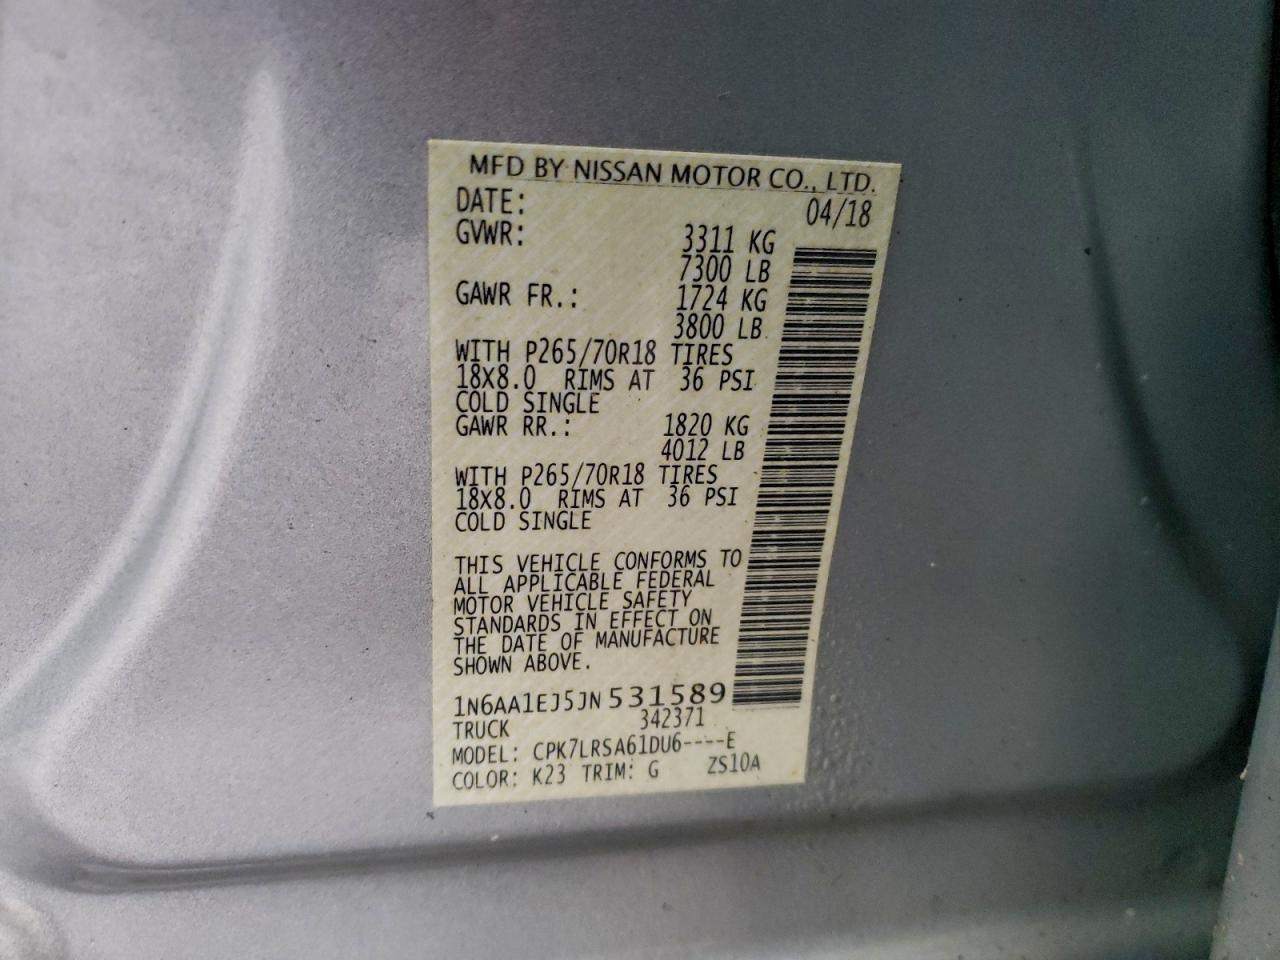 MFD BY NISSAN MOTOR CO., LTD.
DATE: 04/18
GVWR: 3311 KG
7300 LB
GAWR FR.: 1724 KG
3800 LB
WITH P265/70R18 TIRES
18X8.0 RIMS AT 36 PSI
COLD SINGLE
GAWR RR.: 1820 KG
4012 LB
WITH P265/70R18 TIRES
18X8.0 RIMS AT 36 PSI
COLD SINGLE
THIS VEHICLE CONFORMS TO
ALL APPLICABLE FEDERAL
MOTOR VEHICLE SAFETY
STANDARDS IN EFFECT ON
THE DATE OF MANUFACTURE
SHOWN ABOVE.
1N6AA1EJ5JN531589
TRUCK 342371
MODEL: CPK7LRSA61DU6----E
COLOR: K23 TRIM: G ZS10A